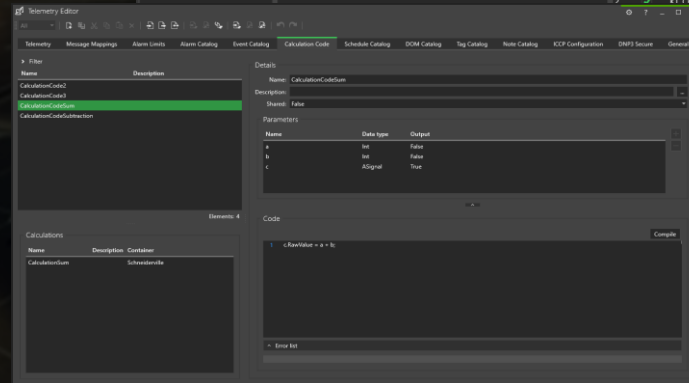 Telemetry Editor
Telemetry Message Mappings Alarm Limits Alarm Catalog Event Catalog Calculation Code Schedule Catalog DOM Catalog Tag Catalog Note Catalog ICCP Configuration DNP3 Secure General
Filter
Name Description
CalculationCode2
CalculationCode3
CalculationCodeSum
CalculationCodeSubtraction
Elements: 4
Calculations
Name Description Container
CalculationSum Schneiderville
Details
Name: CalculationCodeSum
Description:
Shared: False
Parameters
Name Data type Output
a Int False
b Int False
c ASignal True
Code
Compile
1 c.RawValue = a + b;
Error list